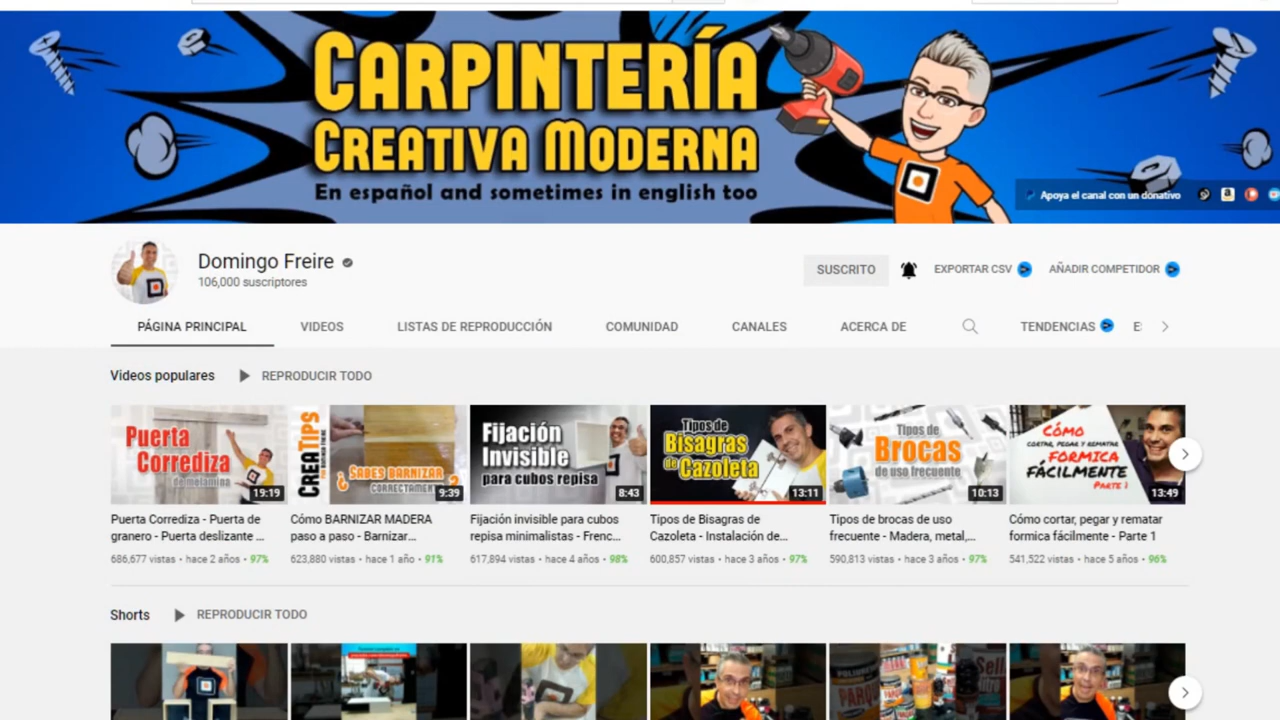 CARPINTERÍA
CREATIVA MODERNA
En español and sometimes in english too
Apoya el canal con un donativo
Domingo Freire
106,000 suscriptores
SUSCRITO
EXPORTAR CSV
AÑADIR COMPETIDOR
PÁGINA PRINCIPAL VIDEOS LISTAS DE REPRODUCCIÓN COMUNIDAD CANALES ACERCA DE TENDENCIAS
Videos populares REPRODUCIR TODO
Puerta
Corrediza
de melamina
19:19
CREATIPS
¿SABES BARNIZAR
CORRECTAMENTE?
9:39
Fijación
Invisible
para cubos repisa
8:43
Tipos de
Bisagras
de Cazoleta
13:11
Tipos de
Brocas
de uso frecuente
10:13
CÓMO
CORTAR, PEGAR Y REMATAR
FORMICA
FÁCILMENTE
PARTE 1
13:49
Puerta Corrediza - Puerta de
granero - Puerta deslizante ...
686,677 vistas • hace 2 años • 97%
Cómo BARNIZAR MADERA
paso a paso - Barnizar...
623,880 vistas • hace 1 año • 91%
Fijación invisible para cubos
repisa minimalistas - Frenc...
617,894 vistas • hace 4 años • 98%
Tipos de Bisagras de
Cazoleta - Instalación de...
600,857 vistas • hace 3 años • 97%
Tipos de brocas de uso
frecuente - Madera, metal,...
590,813 vistas • hace 3 años • 97%
Cómo cortar, pegar y rematar
formica fácilmente - Parte 1
541,522 vistas • hace 5 años • 96%
Shorts REPRODUCIR TODO